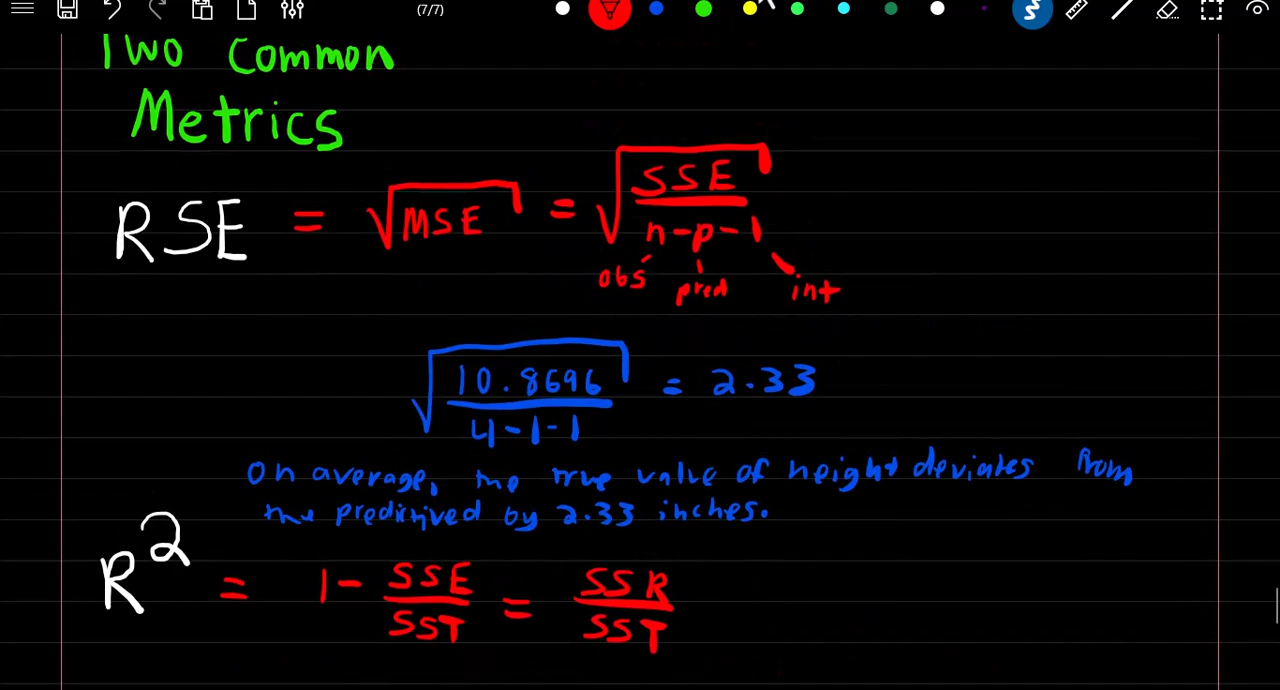 (7/7)
Two Common
Metrics
RSE = √MSE = √(SSE / n-p-1)
obs pred int
√(10.8696 / 4-1-1) = 2.33
On average, the true value of height deviates from
the predictived by 2.33 inches.
R² = 1 - SSE/SST = SSR/SST